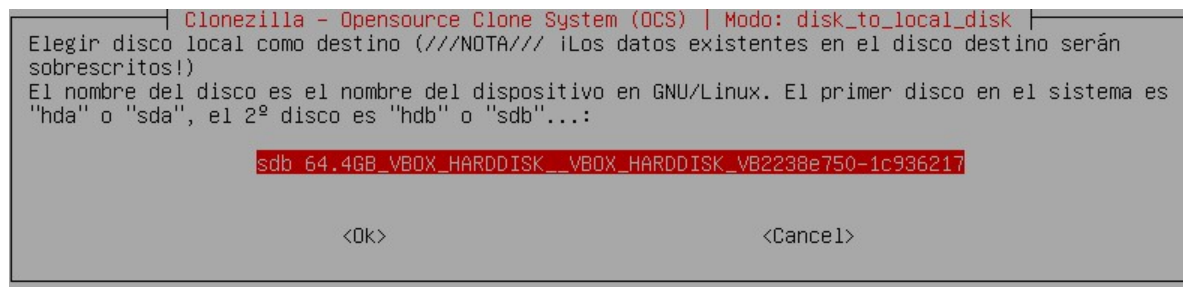 Clonezilla - Opensource Clone System (OCS) | Modo: disk_to_local_disk
Elegir disco local como destino (///NOTA/// ¡Los datos existentes en el disco destino serán
sobrescritos!)
El nombre del disco es el nombre del dispositivo en GNU/Linux. El primer disco en el sistema es
"hda" o "sda", el 2º disco es "hdb" o "sdb"...:
sdb 64.4GB_VBOX_HARDDISK__VBOX_HARDDISK_VB2238e750-1c936217
<Ok> <Cancel>